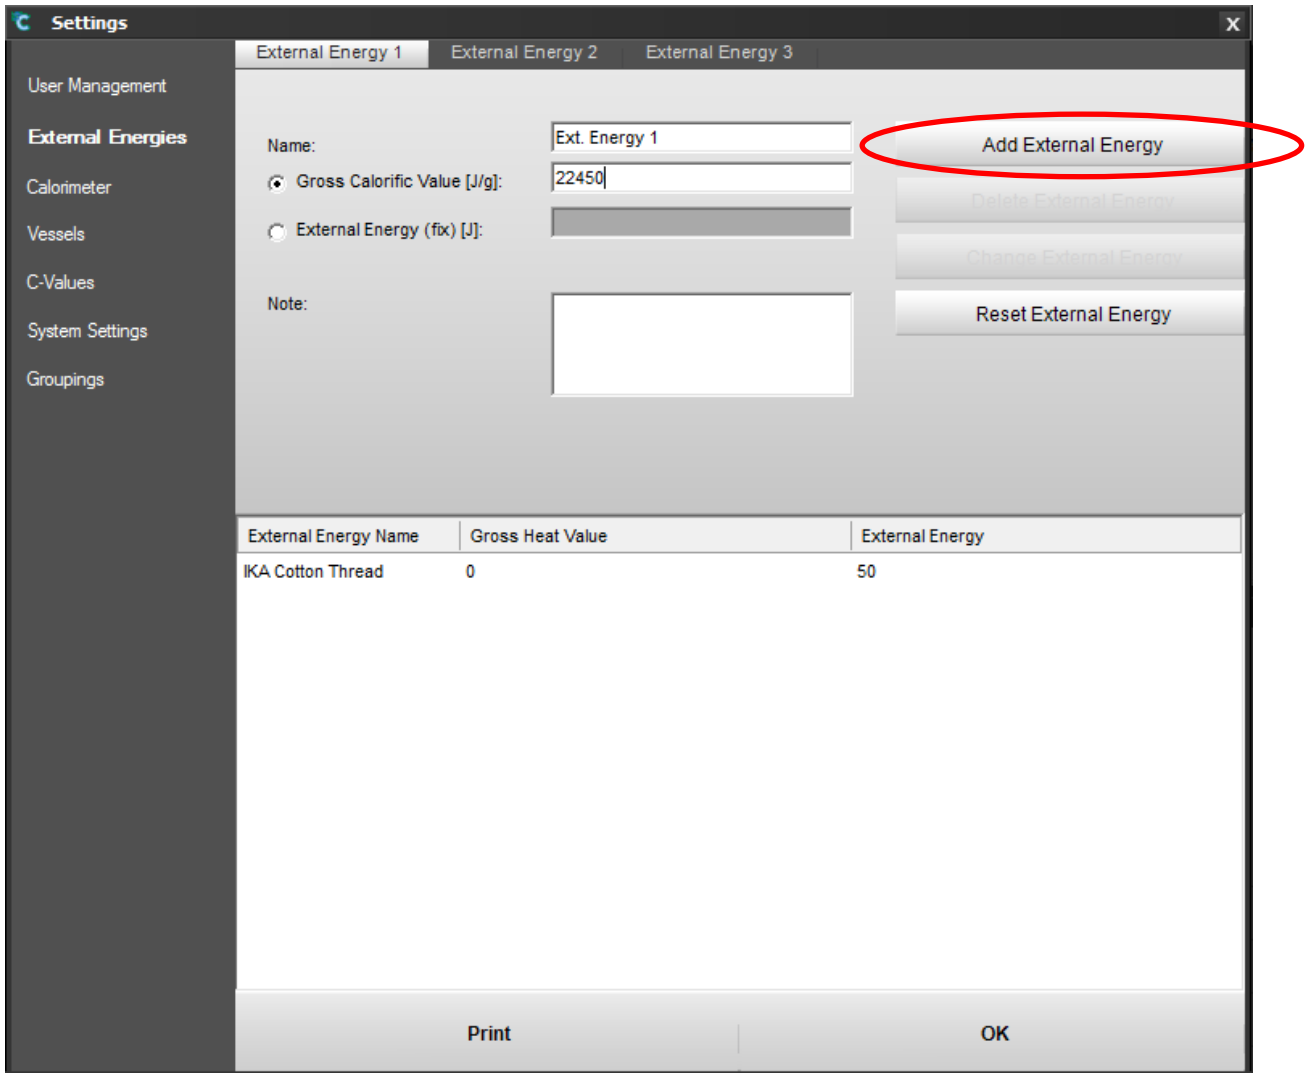 Settings
X
External Energy 1
External Energy 2
External Energy 3
User Management
External Energies
Calorimeter
Vessels
C-Values
System Settings
Groupings
Name:
Ext. Energy 1
Gross Calorific Value [J/g]:
22450
External Energy (fix) [J]:
Note:
Add External Energy
Delete External Energy
Change External Energy
Reset External Energy
External Energy Name
Gross Heat Value
External Energy
IKA Cotton Thread
0
50
Print
OK